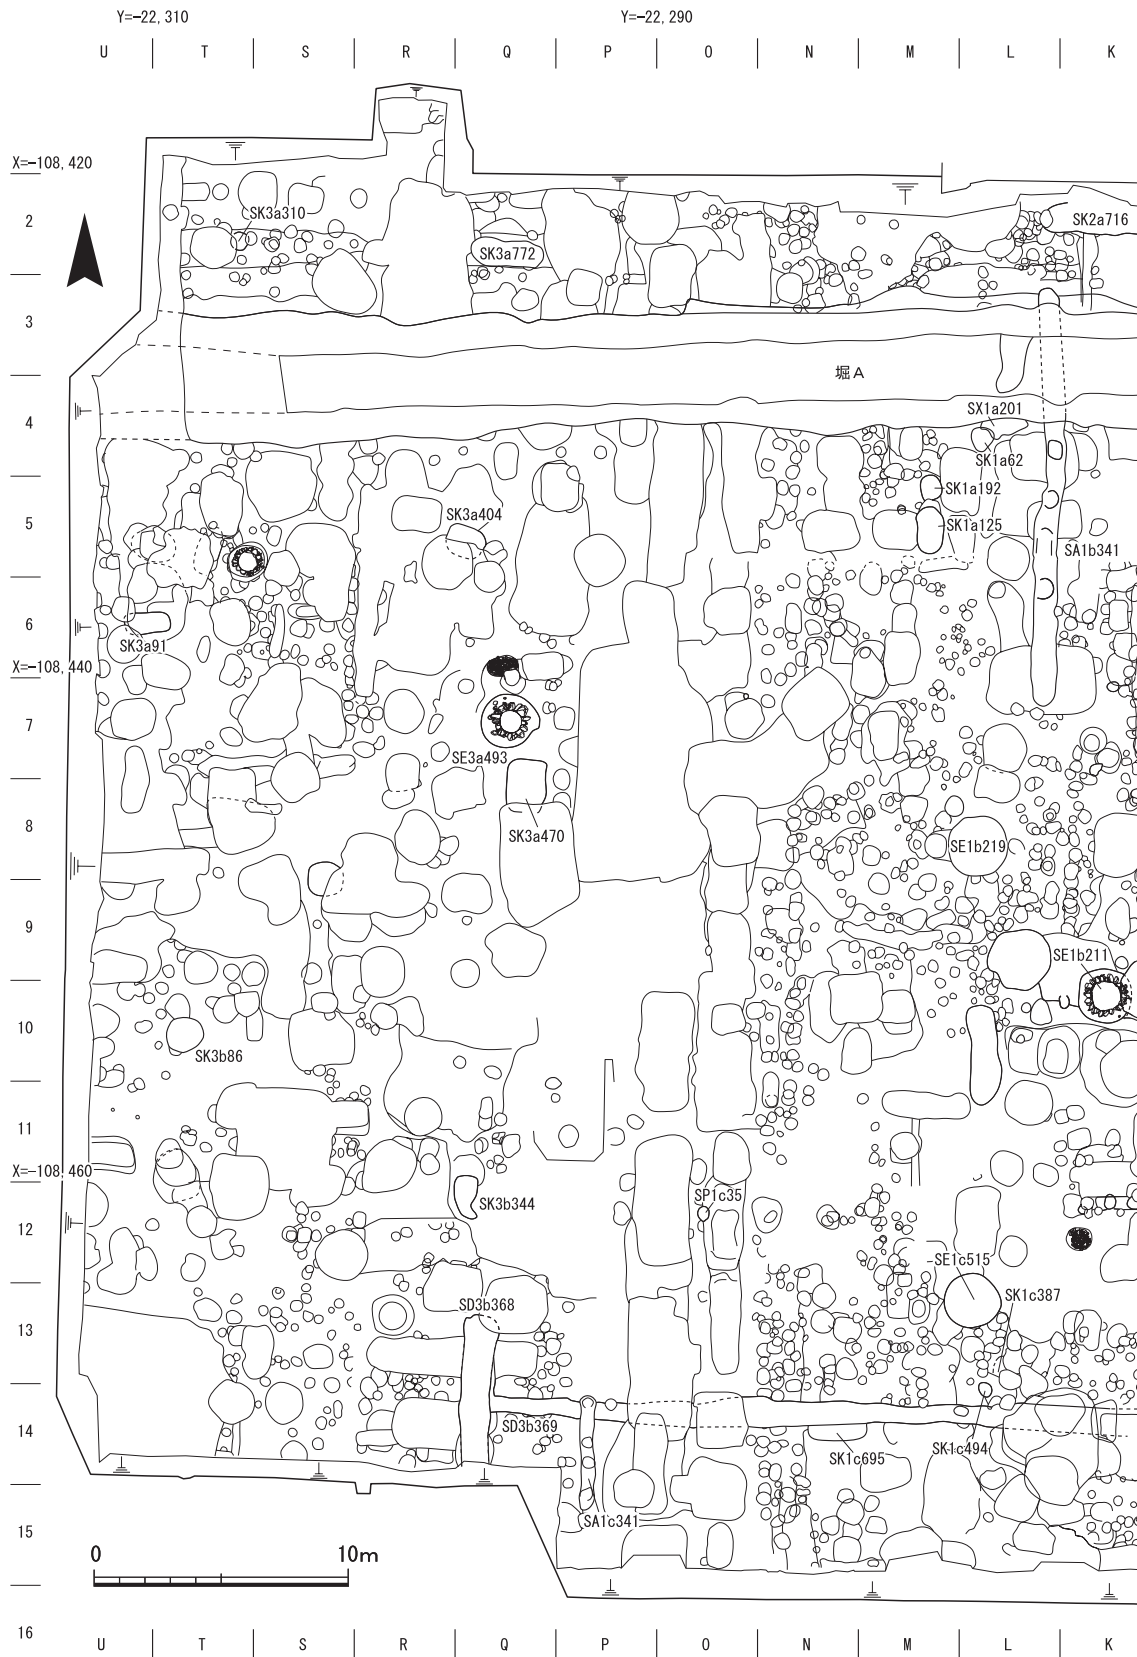 Y=-22,310
Y=-22,290
U T S R Q P O N M L K
X=-108,420
2
SK3a310
SK3a772
SK2a716
3
堀A
4
SX1a201
SK1a62
SK1a192
5
SK3a404
SK1a125
SA1b341
6
SK3a91
X=-108,440
7
SE3a493
8
SK3a470
SE1b219
9
SE1b211
10
SK3b86
11
X=-108,460
SK3b344
SP1c35
12
SE1c515
SK1c387
SD3b368
13
14
SD3b369
SK1c695
SK1c494
SA1c341
15
0 10m
16
U T S R Q P O N M L K